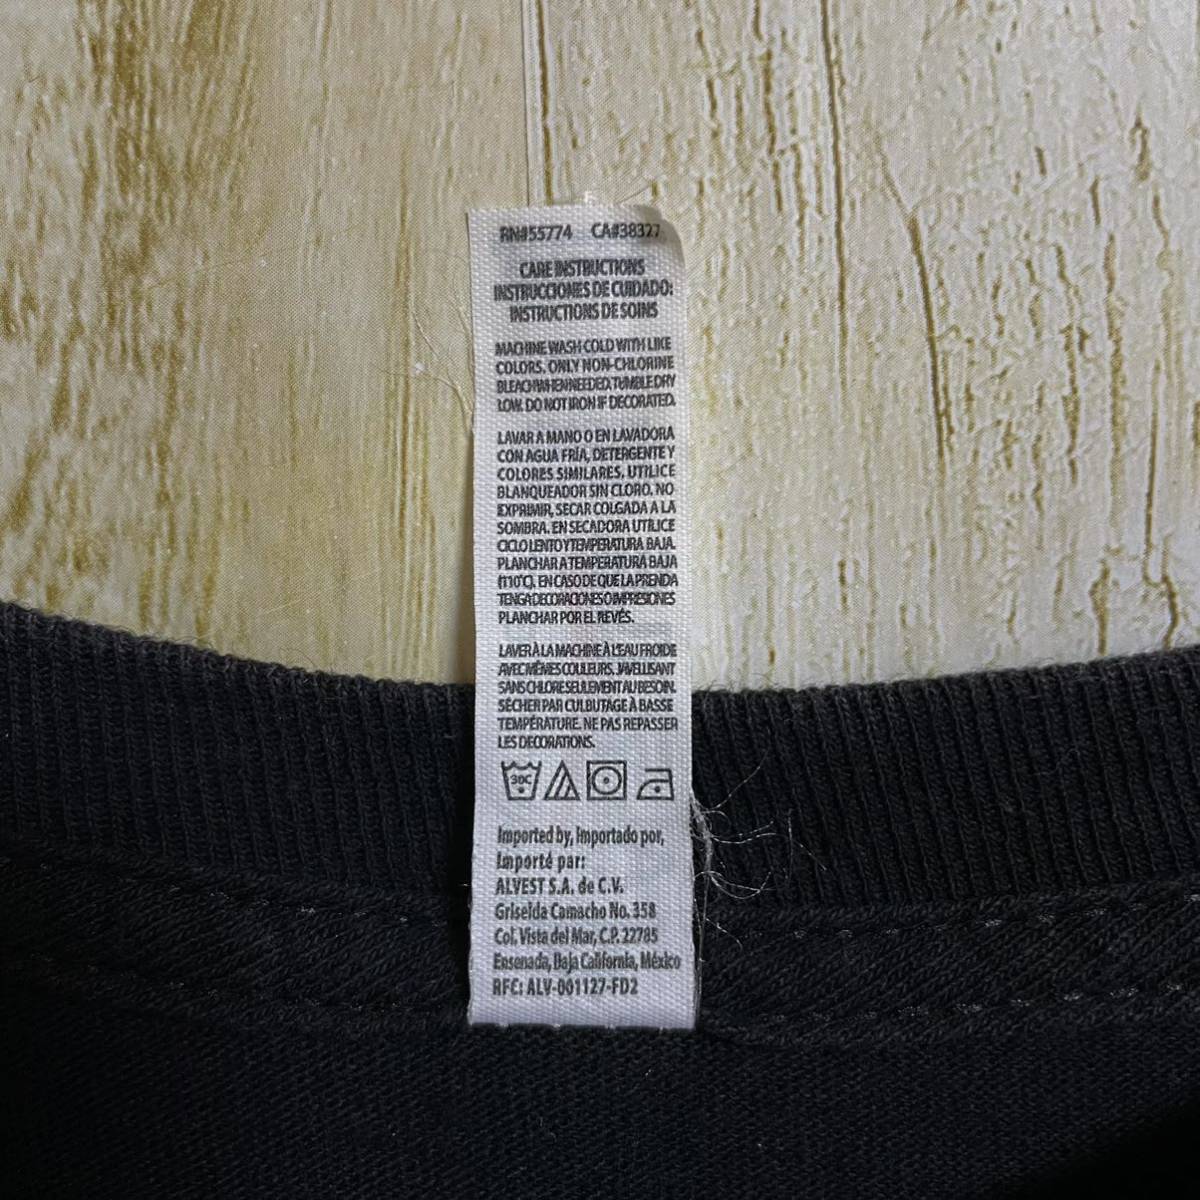 RN#55774 CA#38327
CARE INSTRUCTIONS
INSTRUCCIONES DE CUIDADO:
INSTRUCTIONS DE SOINS
MACHINE WASH COLD WITH LIKE
COLORS. ONLY NON-CHLORINE
BLEACH WHEN NEEDED. TUMBLE DRY
LOW. DO NOT IRON IF DECORATED.
LAVAR A MANO O EN LAVADORA
CON AGUA FRÍA, DETERGENTE Y
COLORES SIMILARES. UTILICE
BLANQUEADOR SIN CLORO. NO
EXPRIMIR, SECAR COLGADA A LA
SOMBRA. EN SECADORA UTILICE
CICLO LENTO Y TEMPERATURA BAJA.
PLANCHAR A TEMPERATURA BAJA
(110°C). EN CASO DE QUE LA PRENDA
TENGA DECORACIONES O IMPRESIONES
PLANCHAR POR EL REVÉS.
LAVER À LA MACHINE À L'EAU FROIDE
AVEC MÊMES COULEURS. JAVELLISANT
SANS CHLORE SEULEMENT AU BESOIN.
SÉCHER PAR CULBUTAGE À BASSE
TEMPÉRATURE. NE PAS REPASSER
LES DECORATIONS.
30C
Imported by, Importado por,
Importé par:
ALVEST S.A. de C.V.
Griselda Camacho No. 358
Col. Vista del Mar, C.P. 22785
Ensenada, Baja California, México
RFC: ALV-001127-FD2